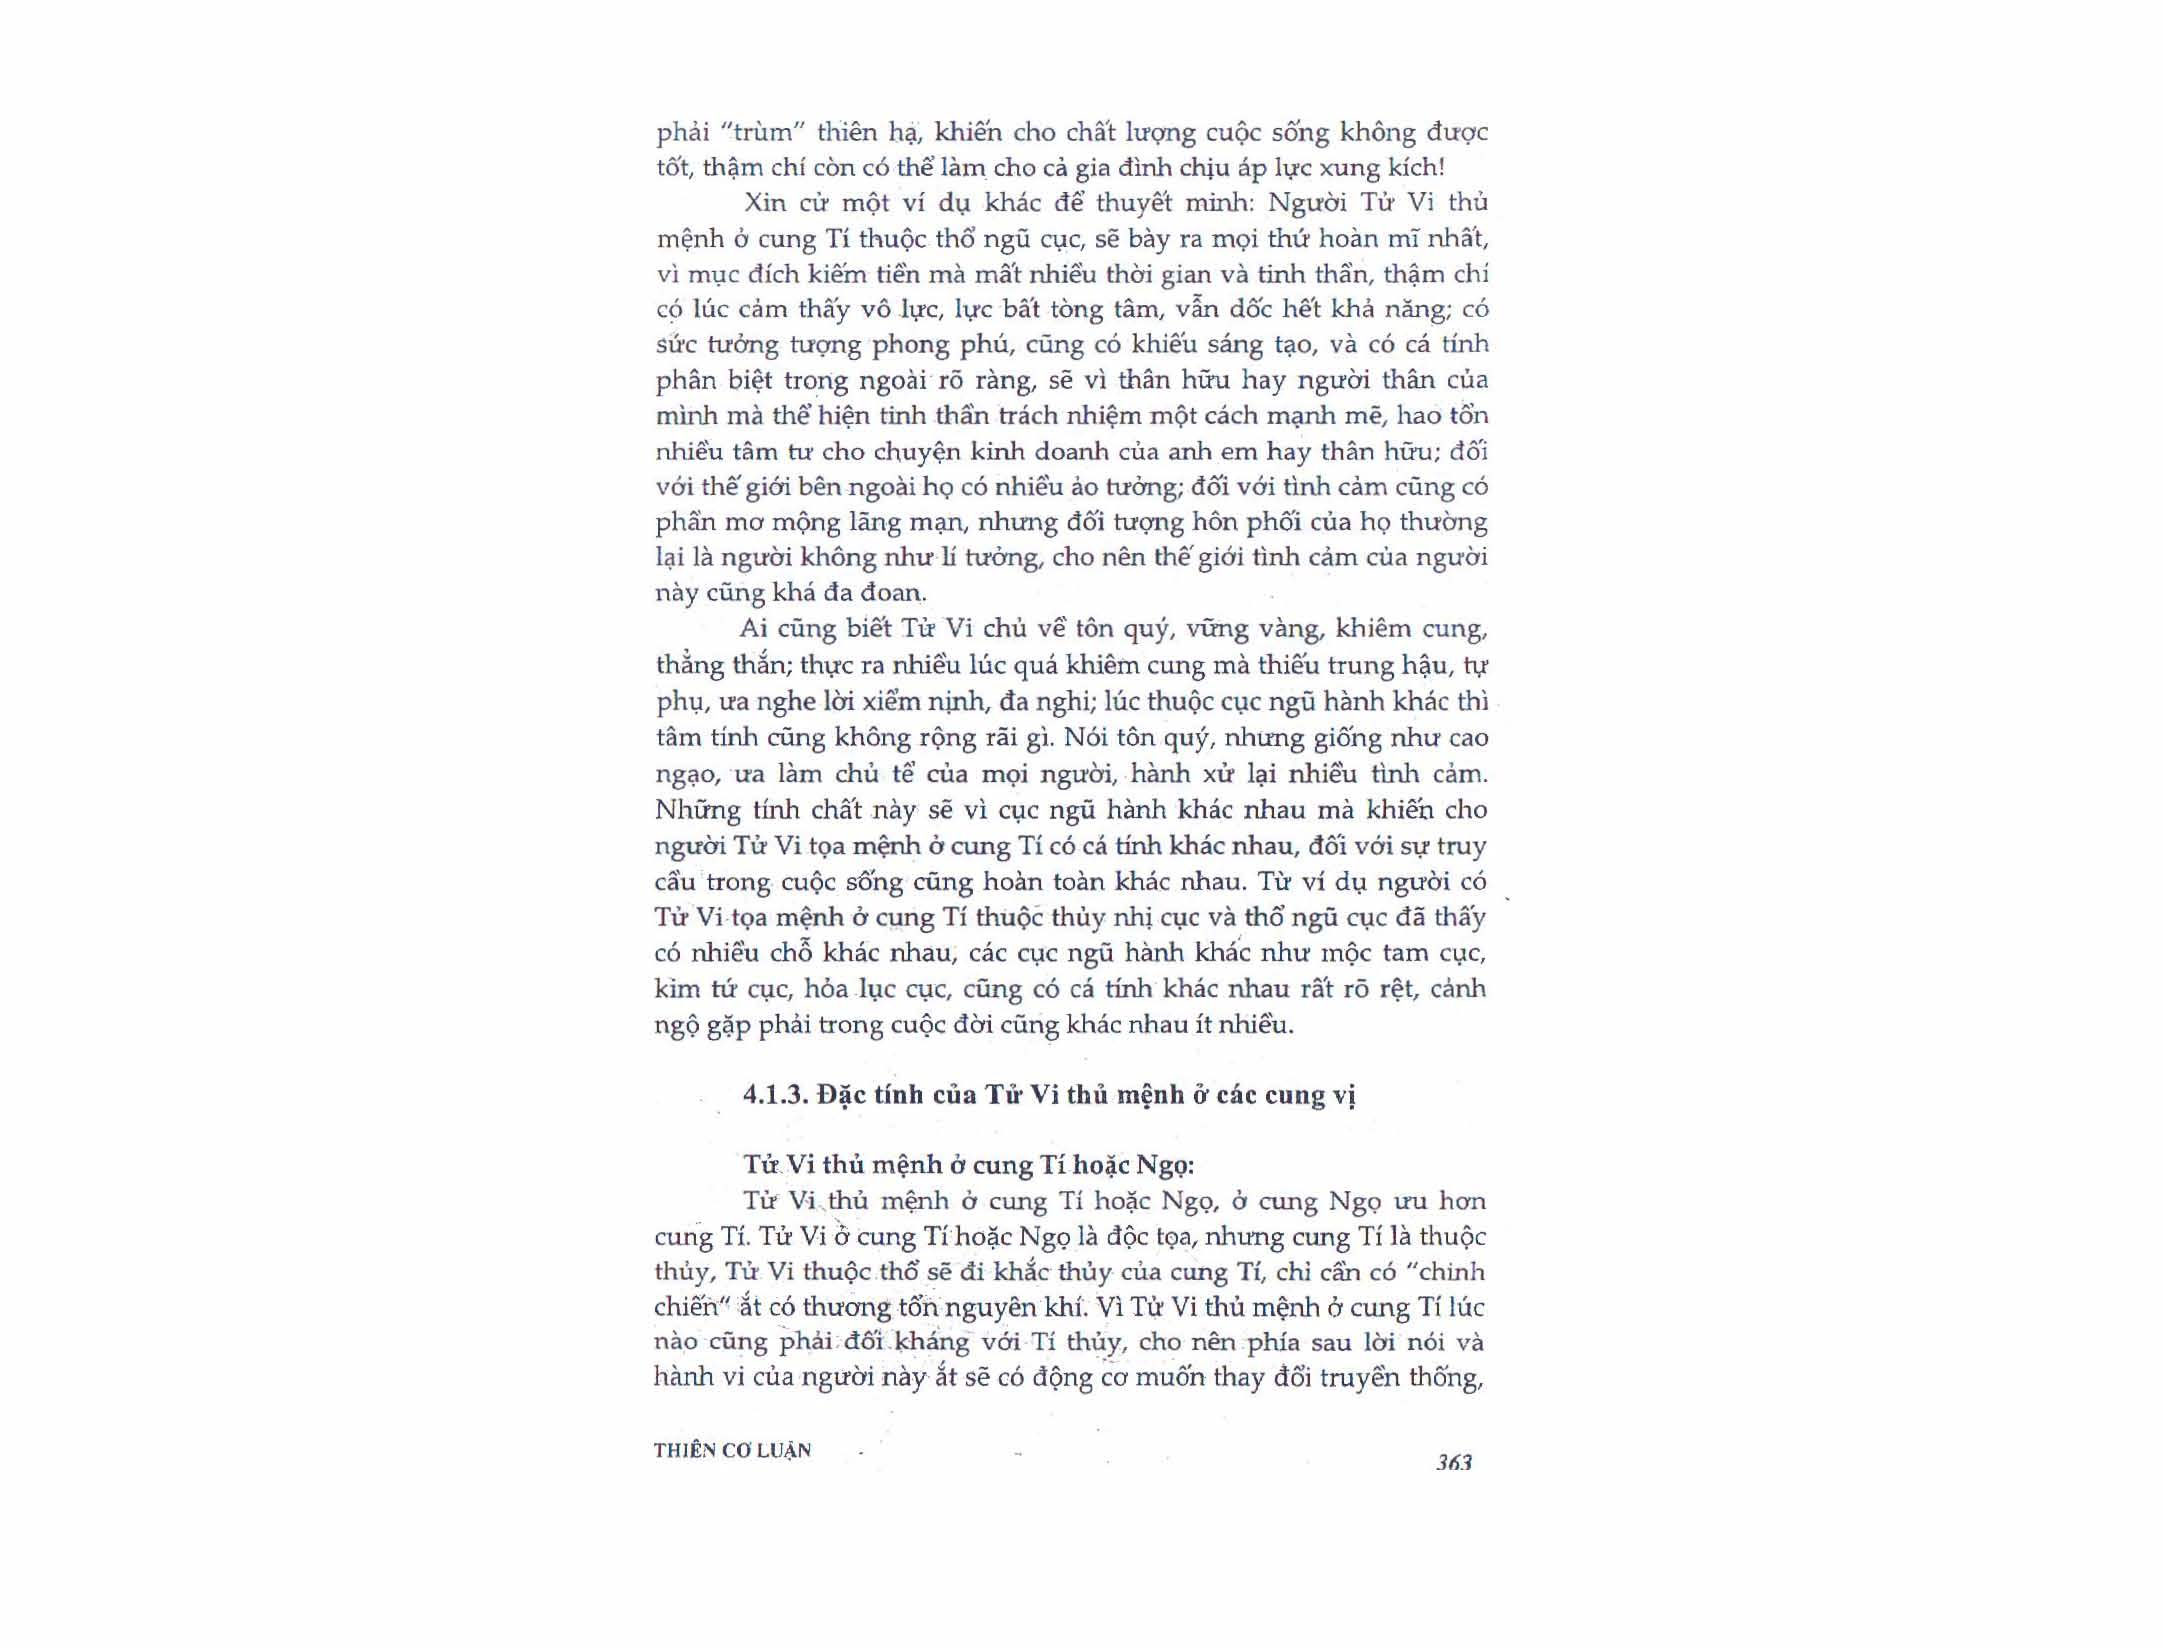 phải "trùm" thiên hạ, khiến cho chất lượng cuộc sống không được
tốt, thậm chí còn có thể làm cho cả gia đình chịu áp lực xung kích!
Xin cử một ví dụ khác để thuyết minh: Người Tử Vi thủ
mệnh ở cung Tí thuộc thổ ngũ cục, sẽ bày ra mọi thứ hoàn mĩ nhất,
vì mục đích kiếm tiền mà mất nhiều thời gian và tinh thần, thậm chí
có lúc cảm thấy vô lực, lực bất tòng tâm, vẫn dốc hết khả năng; có
sức tưởng tượng phong phú, cũng có khiếu sáng tạo, và có cá tính
phân biệt trong ngoài rõ ràng, sẽ vì thân hữu hay người thân của
mình mà thể hiện tinh thần trách nhiệm một cách mạnh mẽ, hao tổn
nhiều tâm tư cho chuyện kinh doanh của anh em hay thân hữu; đối
với thế giới bên ngoài họ có nhiều ảo tưởng; đối với tình cảm cũng có
phần mơ mộng lãng mạn, nhưng đối tượng hôn phối của họ thường
lại là người không như lí tưởng, cho nên thế giới tình cảm của người
này cũng khá đa đoan.
Ai cũng biết Tử Vi chủ về tôn quý, vững vàng, khiêm cung,
thẳng thắn; thực ra nhiều lúc quá khiêm cung mà thiếu trung hậu, tự
phụ, ưa nghe lời xiểm nịnh, đa nghi; lúc thuộc cục ngũ hành khác thì
tâm tính cũng không rộng rãi gì. Nói tôn quý, nhưng giống như cao
ngạo, ưa làm chủ tể của mọi người, hành xử lại nhiều tình cảm.
Những tính chất này sẽ vì cục ngũ hành khác nhau mà khiến cho
người Tử Vi tọa mệnh ở cung Tí có cá tính khác nhau, đối với sự truy
cầu trong cuộc sống cũng hoàn toàn khác nhau. Từ ví dụ người có
Tử Vi tọa mệnh ở cung Tí thuộc thủy nhị cục và thổ ngũ cục đã thấy
có nhiều chỗ khác nhau, các cục ngũ hành khác như mộc tam cục,
kim tứ cục, hỏa lục cục, cũng có cá tính khác nhau rất rõ rệt, cảnh
ngộ gặp phải trong cuộc đời cũng khác nhau ít nhiều.
4.1.3. Đặc tính của Tử Vi thủ mệnh ở các cung vị
Tử Vi thủ mệnh ở cung Tí hoặc Ngọ:
Tử Vi thủ mệnh ở cung Tí hoặc Ngọ, ở cung Ngọ ưu hơn
cung Tí. Tử Vi ở cung Tí hoặc Ngọ là độc tọa, nhưng cung Tí là thuộc
thủy, Tử Vi thuộc thổ sẽ đi khắc thủy của cung Tí, chỉ cần có "chinh
chiến" ắt có thương tổn nguyên khí. Vì Tử Vi thủ mệnh ở cung Tí lúc
nào cũng phải đối kháng với Tí thủy, cho nên phía sau lời nói và
hành vi của người này ắt sẽ có động cơ muốn thay đổi truyền thống,
THIÊN CƠ LUẬN
363